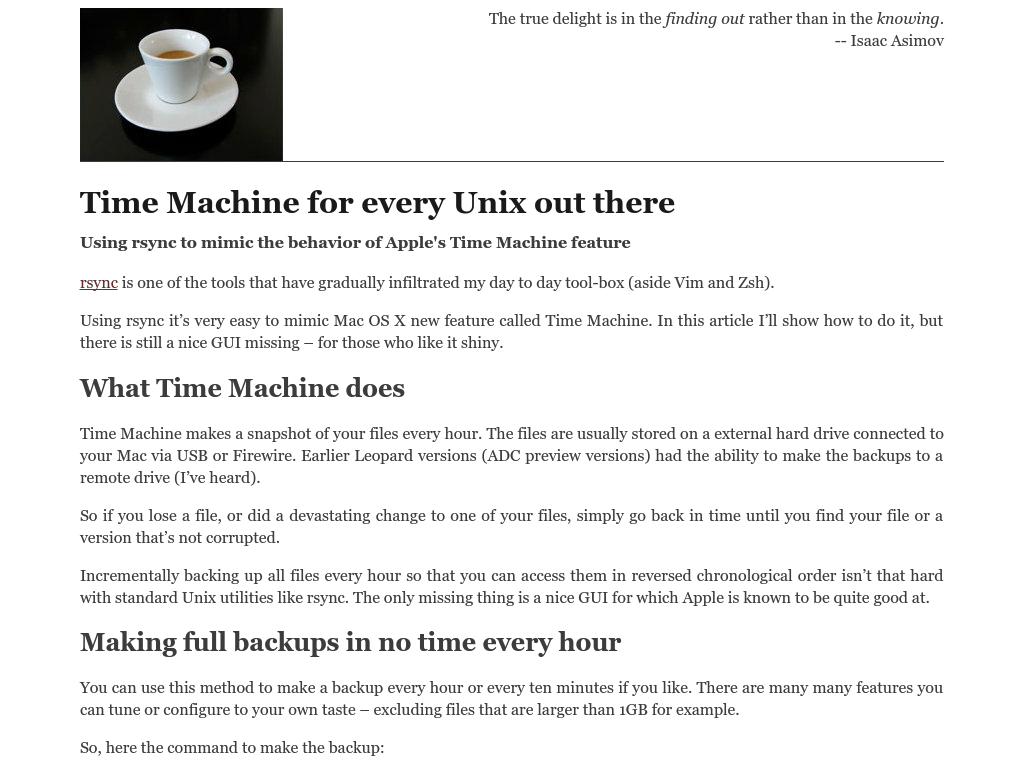 The true delight is in the finding out rather than in the knowing.
-- Isaac Asimov
Time Machine for every Unix out there
Using rsync to mimic the behavior of Apple's Time Machine feature
rsync is one of the tools that have gradually infiltrated my day to day tool-box (aside Vim and Zsh).
Using rsync it’s very easy to mimic Mac OS X new feature called Time Machine. In this article I’ll show how to do it, but
there is still a nice GUI missing – for those who like it shiny.
What Time Machine does
Time Machine makes a snapshot of your files every hour. The files are usually stored on a external hard drive connected to
your Mac via USB or Firewire. Earlier Leopard versions (ADC preview versions) had the ability to make the backups to a
remote drive (I’ve heard).
So if you lose a file, or did a devastating change to one of your files, simply go back in time until you find your file or a
version that’s not corrupted.
Incrementally backing up all files every hour so that you can access them in reversed chronological order isn’t that hard
with standard Unix utilities like rsync. The only missing thing is a nice GUI for which Apple is known to be quite good at.
Making full backups in no time every hour
You can use this method to make a backup every hour or every ten minutes if you like. There are many many features you
can tune or configure to your own taste – excluding files that are larger than 1GB for example.
So, here the command to make the backup: